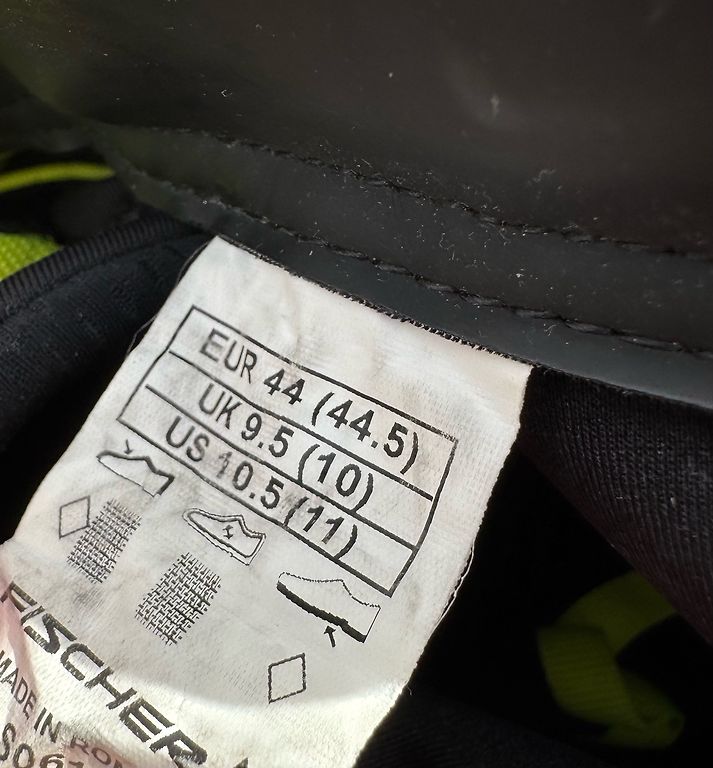 EUR 44 (44.5)
UK 9.5 (10)
US 10.5 (11)
FISCHER
MADE IN